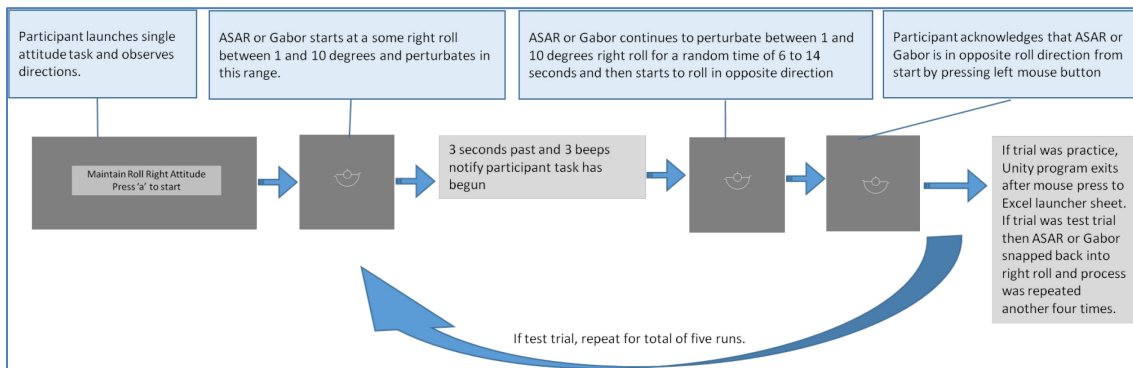 Participant launches single
attitude task and observes
directions.
ASAR or Gabor starts at a some right roll
between 1 and 10 degrees and perturbates in
this range.
ASAR or Gabor continues to perturbate between 1 and
10 degrees right roll for a random time of 6 to 14
seconds and then starts to roll in opposite direction
Participant acknowledges that ASAR or
Gabor is in opposite roll direction from
start by pressing left mouse button
Maintain Roll Right Attitude
Press 'a' to start
3 seconds past and 3 beeps
notify participant task has
begun
If trial was practice,
Unity program exits
after mouse press to
Excel launcher sheet.
If trial was test trial
then ASAR or Gabor
snapped back into
right roll and process
was repeated
another four times.
If test trial, repeat for total of five runs.